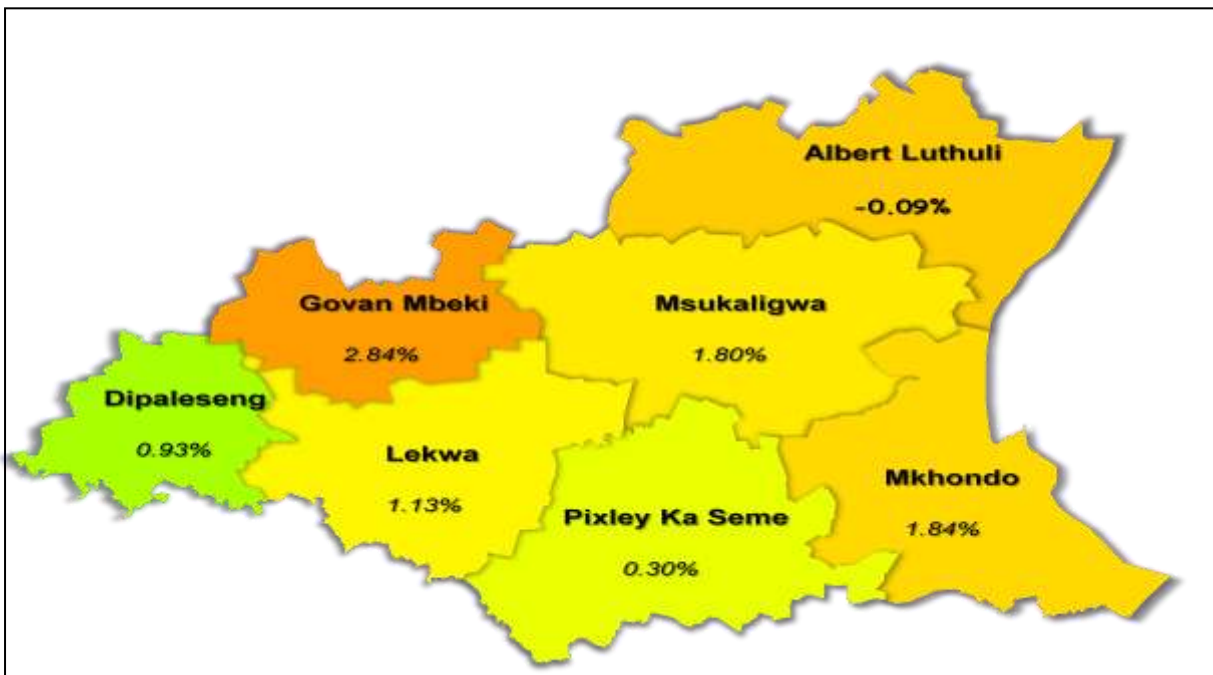 Albert Luthuli
-0.09%
Govan Mbeki
2.84%
Msukaligwa
1.80%
Dipaleseng
0.93%
Lekwa
1.13%
Mkhondo
1.84%
Pixley Ka Seme
0.30%